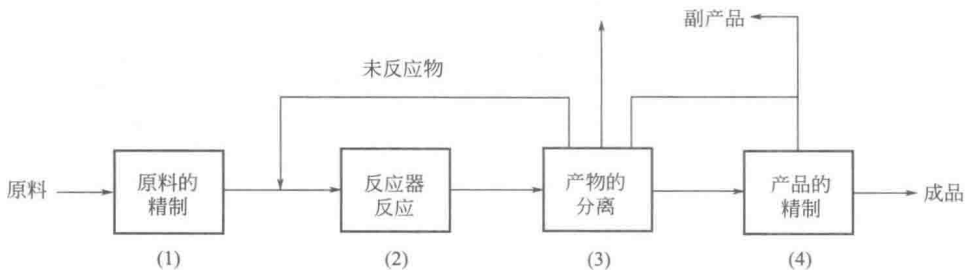 副产品
未反应物
原料
原料的
精制
反应器
反应
产物的
分离
产品的
精制
成品
(1)
(2)
(3)
(4)